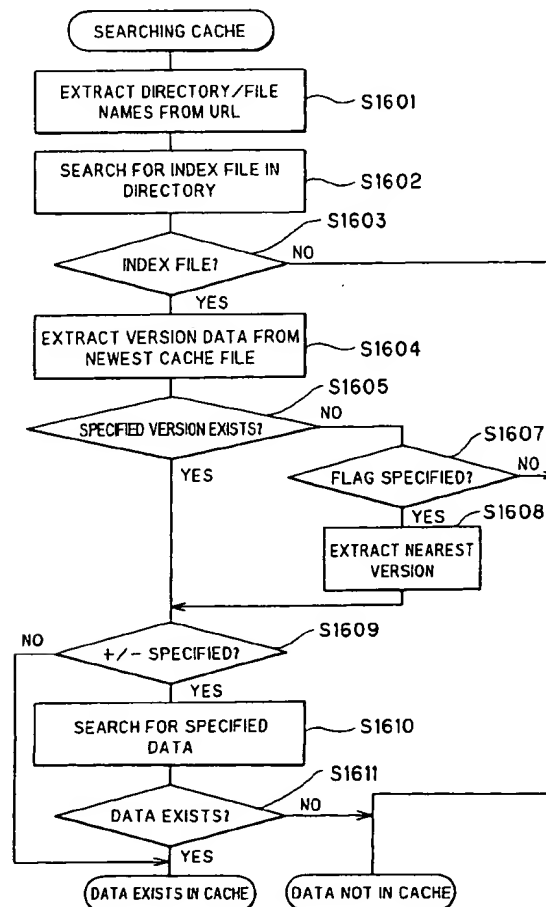 SEARCHING CACHE
EXTRACT DIRECTORY/FILE
NAMES FROM URL
S1601
SEARCH FOR INDEX FILE IN
DIRECTORY
S1602
S1603
INDEX FILE?
NO
YES
EXTRACT VERSION DATA FROM
NEWEST CACHE FILE
S1604
S1605
SPECIFIED VERSION EXISTS?
NO
S1607
YES
FLAG SPECIFIED?
NO
YES
S1608
EXTRACT NEAREST
VERSION
S1609
NO
+/- SPECIFIED?
YES
SEARCH FOR SPECIFIED
DATA
S1610
S1611
DATA EXISTS?
NO
YES
DATA EXISTS IN CACHE
DATA NOT IN CACHE